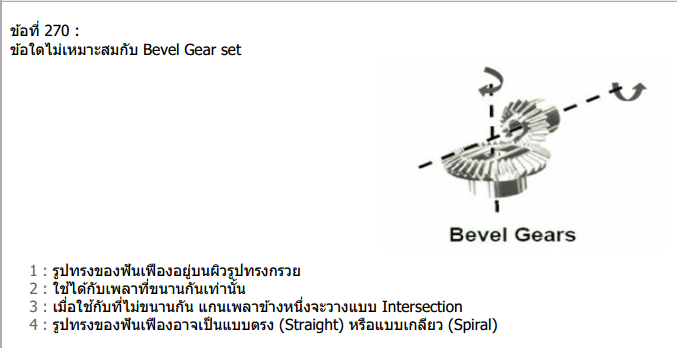 ข้อที่ 270 :
ข้อใดไม่เหมาะสมกับ Bevel Gear set
Bevel Gears
1 : รูปทรงของฟันเฟืองอยู่บนผิวรูปทรงกรวย
2 : ใช้ได้กับเพลาที่ขนานกันเท่านั้น
3 : เมื่อใช้กับที่ไม่ขนานกัน แกนเพลาข้างหนึ่งจะวางแบบ Intersection
4 : รูปทรงของฟันเฟืองอาจเป็นแบบตรง (Straight) หรือแบบเกลียว (Spiral)